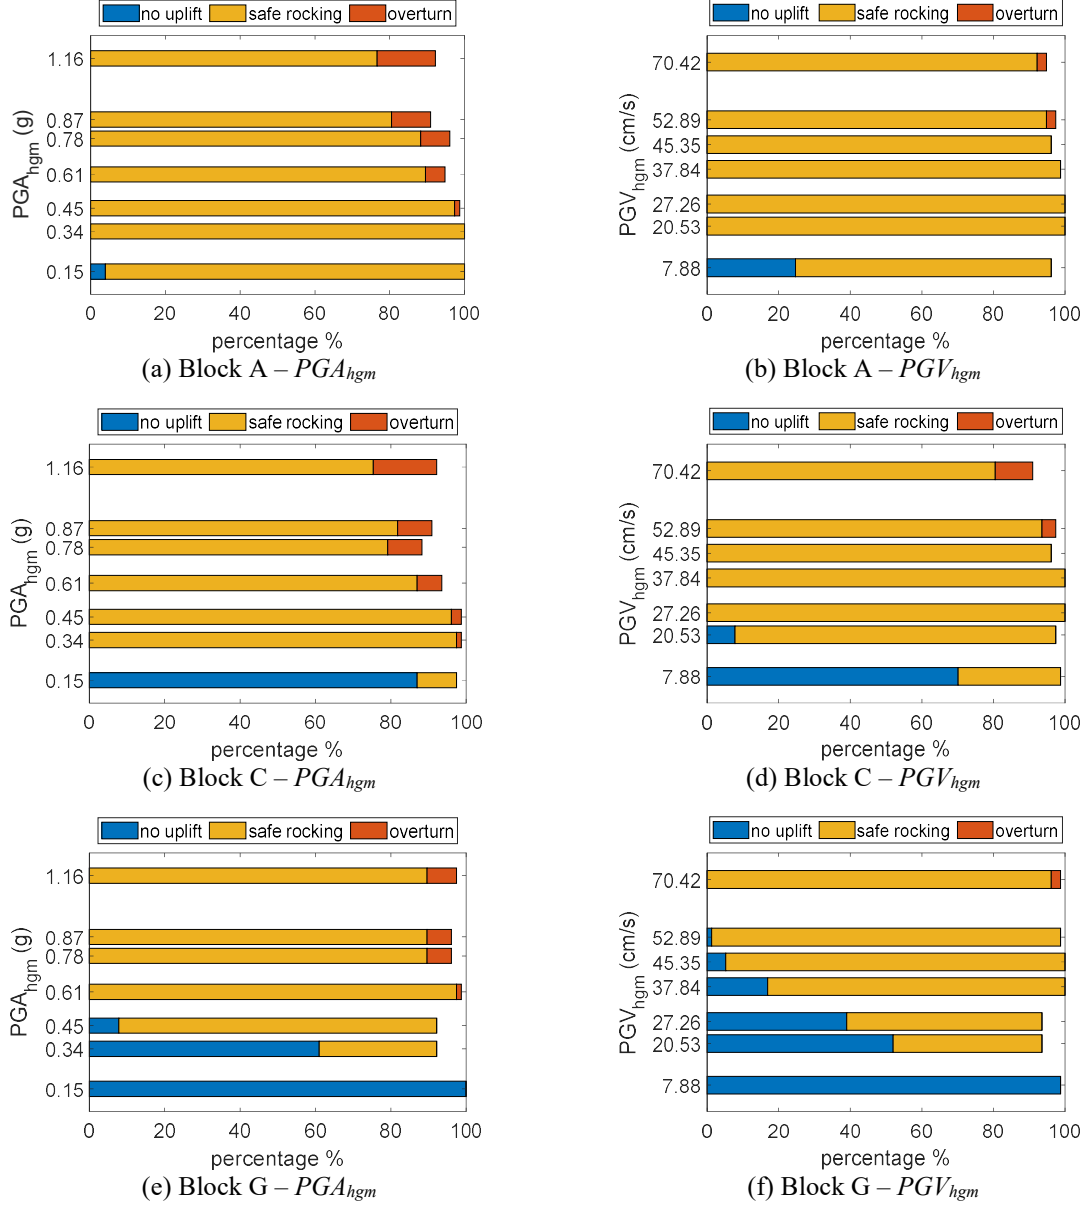 no uplift safe rocking overturn
1.16
0.87
0.78
0.61
0.45
0.34
0.15
PGAhgm (g)
0 20 40 60 80 100
percentage %
(a) Block A – PGAhgm
no uplift safe rocking overturn
70.42
52.89
45.35
37.84
27.26
20.53
7.88
PGVhgm (cm/s)
0 20 40 60 80 100
percentage %
(b) Block A – PGVhgm
no uplift safe rocking overturn
1.16
0.87
0.78
0.61
0.45
0.34
0.15
PGAhgm (g)
0 20 40 60 80 100
percentage %
(c) Block C – PGAhgm
no uplift safe rocking overturn
70.42
52.89
45.35
37.84
27.26
20.53
7.88
PGVhgm (cm/s)
0 20 40 60 80 100
percentage %
(d) Block C – PGVhgm
no uplift safe rocking overturn
1.16
0.87
0.78
0.61
0.45
0.34
0.15
PGAhgm (g)
0 20 40 60 80 100
percentage %
(e) Block G – PGAhgm
no uplift safe rocking overturn
70.42
52.89
45.35
37.84
27.26
20.53
7.88
PGVhgm (cm/s)
0 20 40 60 80 100
percentage %
(f) Block G – PGVhgm